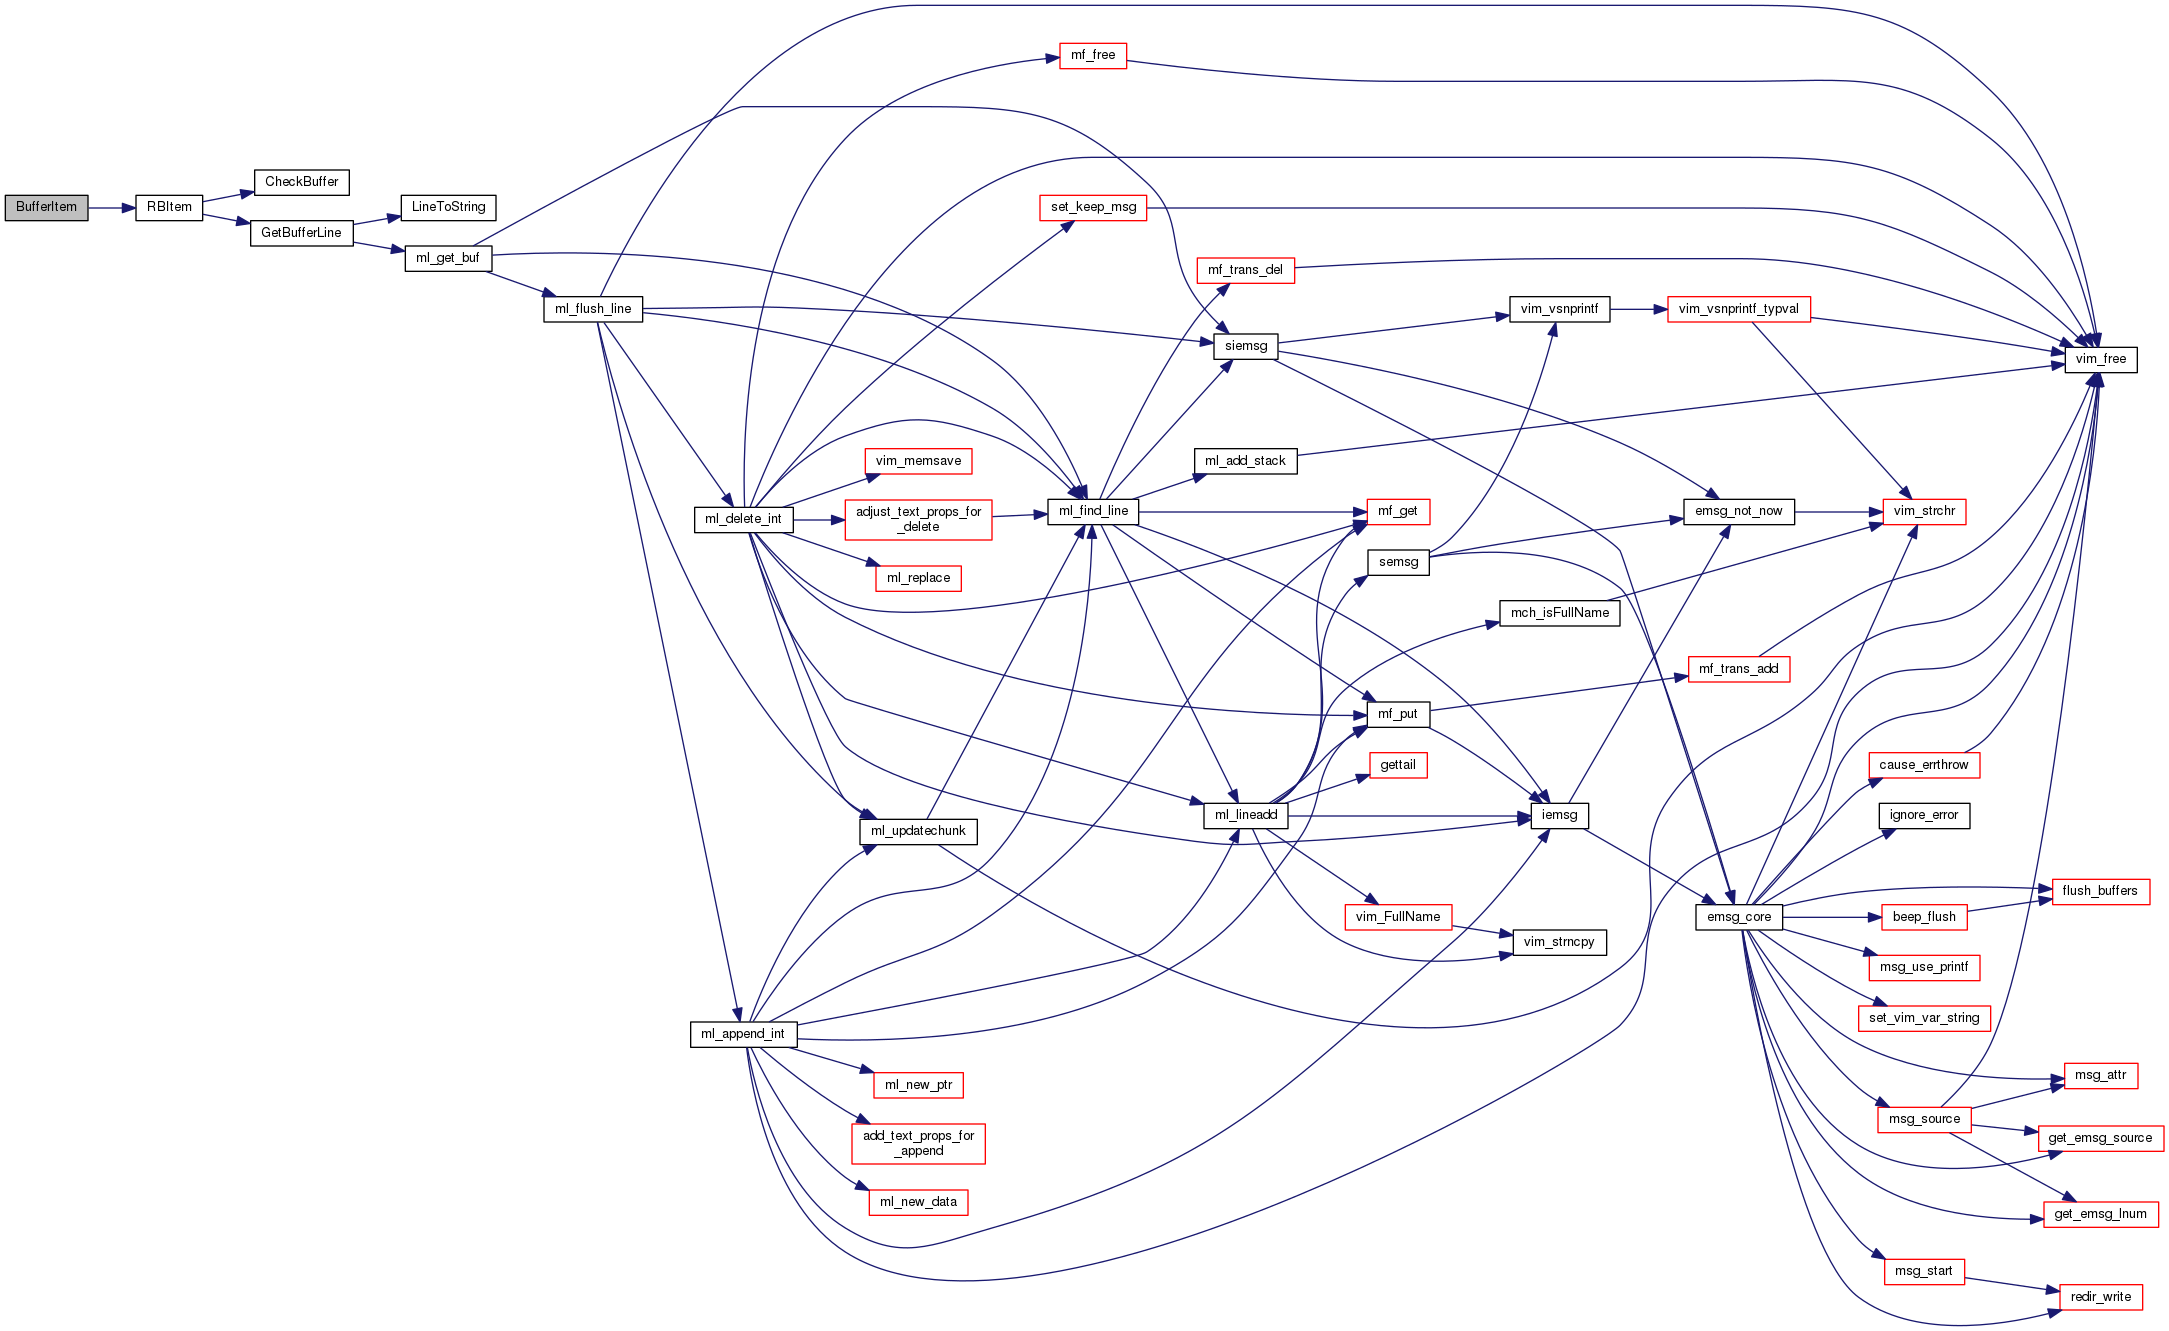 BufferItem
RBItem
CheckBuffer
GetBufferLine
LineToString
ml_get_buf
ml_flush_line
ml_delete_int
ml_append_int
mf_free
set_keep_msg
vim_memsave
adjust_text_props_for
_delete
ml_replace
ml_updatechunk
ml_new_ptr
add_text_props_for
_append
ml_new_data
ml_find_line
mf_trans_del
siemsg
ml_add_stack
ml_lineadd
mf_get
semsg
mf_put
gettail
vim_FullName
vim_vsnprintf
mch_isFullName
iemsg
vim_strncpy
vim_vsnprintf_typval
emsg_not_now
mf_trans_add
emsg_core
vim_strchr
cause_errthrow
ignore_error
beep_flush
msg_use_printf
set_vim_var_string
msg_source
msg_start
vim_free
flush_buffers
msg_attr
get_emsg_source
get_emsg_lnum
redir_write